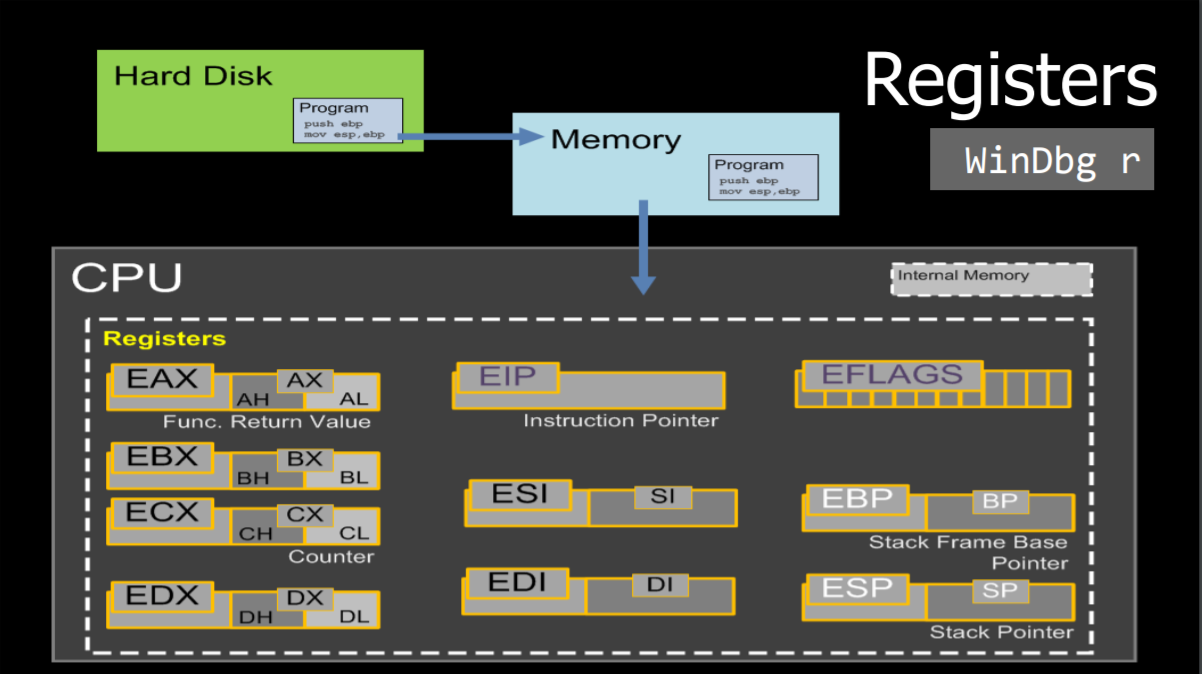 Registers
WinDbg r
Hard Disk
Program
push ebp
mov esp,ebp
Memory
Program
push ebp
mov esp,ebp
CPU
Internal Memory
Registers
EAX
AX
AH
AL
Func. Return Value
EBX
BX
BH
BL
ECX
CX
CH
CL
Counter
EDX
DX
DH
DL
EIP
Instruction Pointer
ESI
SI
EDI
DI
EFLAGS
EBP
BP
Stack Frame Base
Pointer
ESP
SP
Stack Pointer